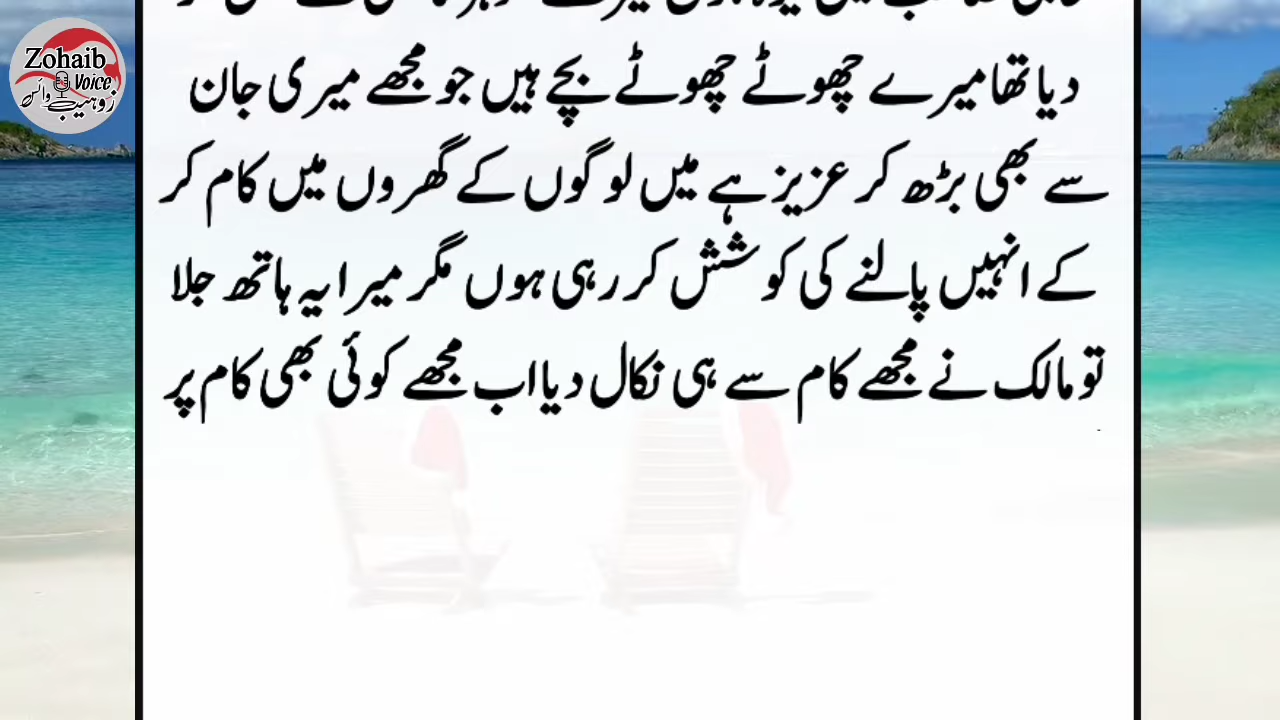 Zohaib
Voice
زوہیب وائس
دیا تھا میرے چھوٹے چھوٹے بچے ہیں جو مجھے میری جان
سے بھی بڑھ کر عزیز ہے میں لوگوں کے گھروں میں کام کر
کے انہیں پالنے کی کوشش کر رہی ہوں مگر میرا یہ ہاتھ جلا
تو مالک نے مجھے کام سے ہی نکال دیا اب مجھے کوئی بھی کام پر